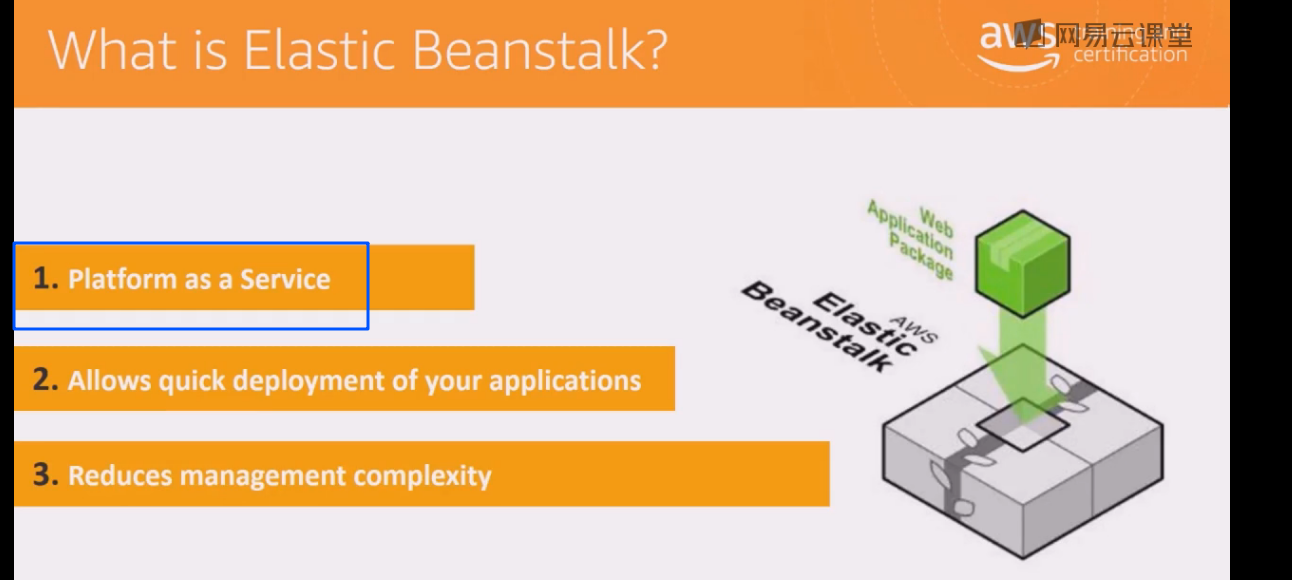 What is Elastic Beanstalk?
aws
网易云课堂
certification
1. Platform as a Service
2. Allows quick deployment of your applications
3. Reduces management complexity
Web
Application
Package
AWS
Elastic
Beanstalk